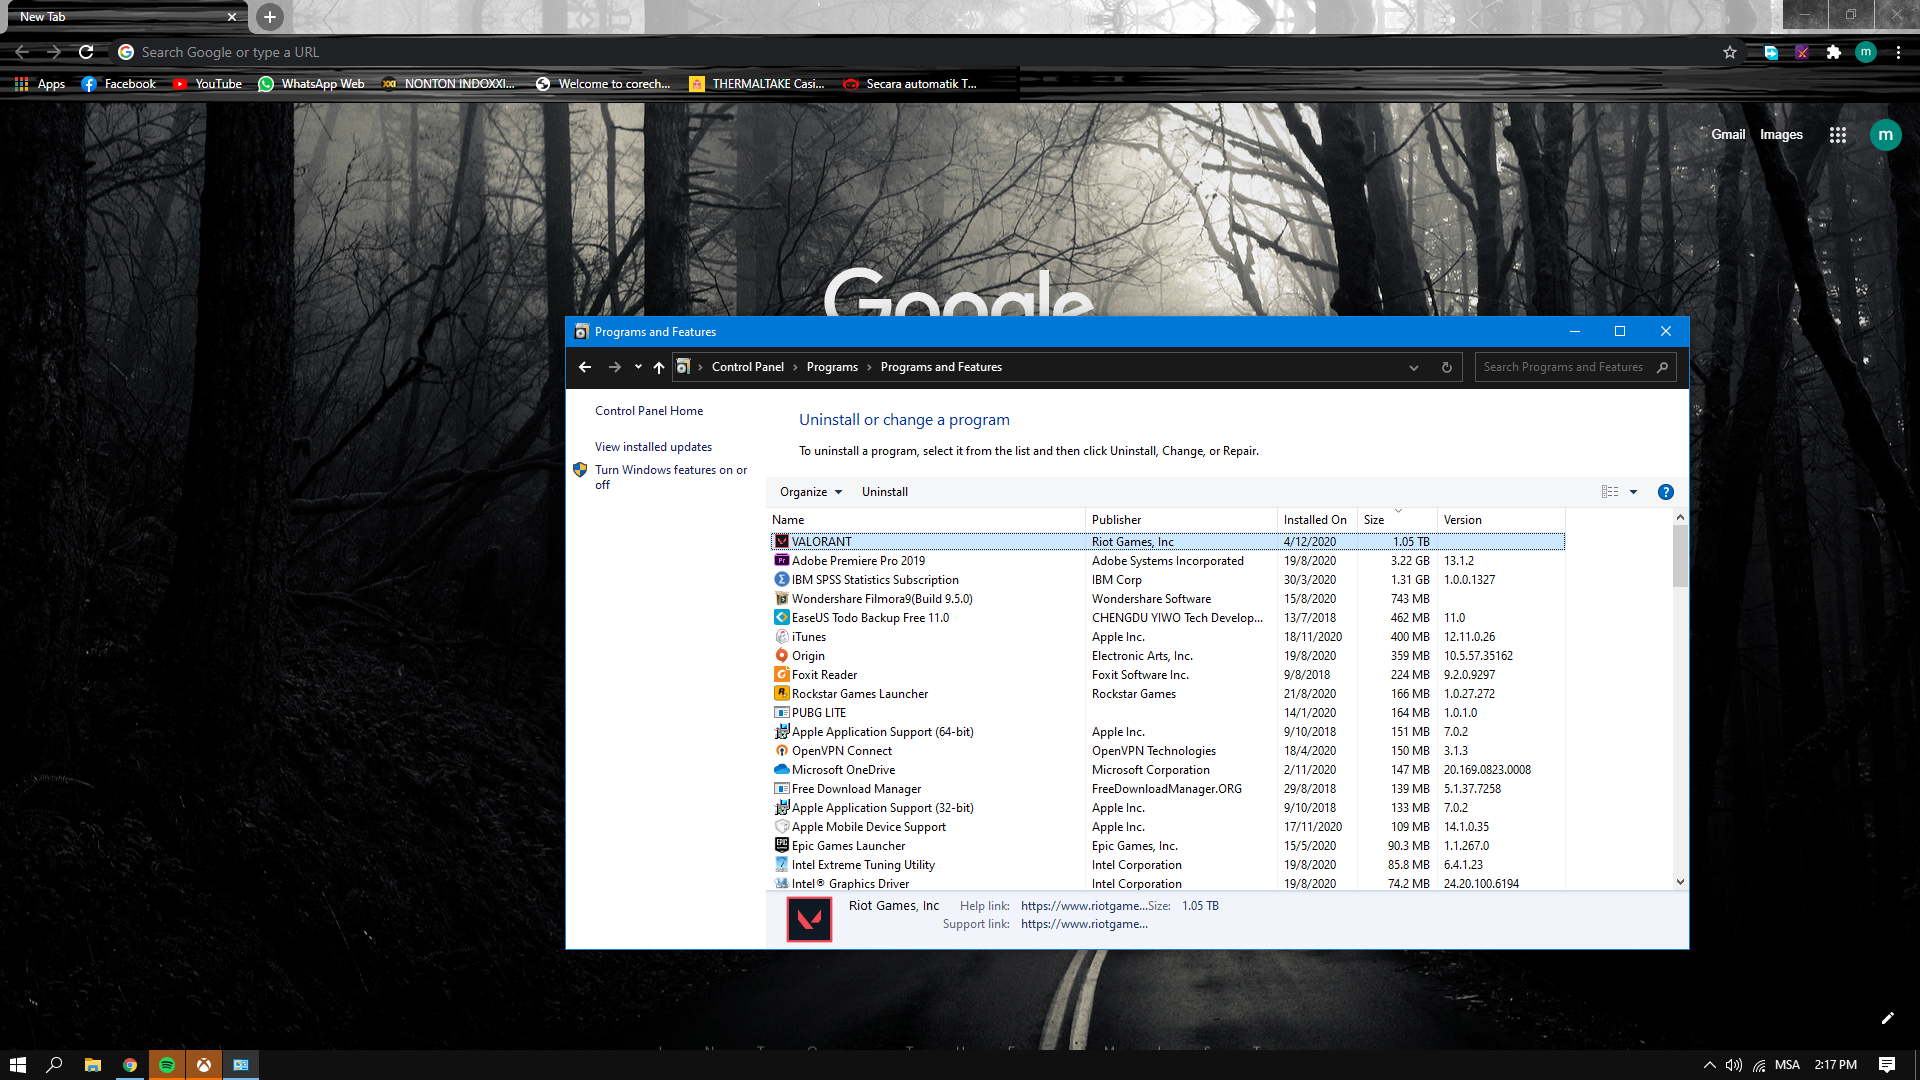 New Tab
Search Google or type a URL
Apps
Facebook
YouTube
WhatsApp Web
NONTON INDOXXI...
Welcome to corech...
THERMALTAKE Casi...
Secara automatik T...
Gmail
Images
m
Google
Programs and Features
Control Panel > Programs > Programs and Features
Search Programs and Features
Control Panel Home
View installed updates
Turn Windows features on or
off
Uninstall or change a program
To uninstall a program, select it from the list and then click Uninstall, Change, or Repair.
Organize
Uninstall
Name Publisher Installed On Size Version
VALORANT Riot Games, Inc 4/12/2020 1.05 TB
Adobe Premiere Pro 2019 Adobe Systems Incorporated 19/8/2020 3.22 GB 13.1.2
IBM SPSS Statistics Subscription IBM Corp 30/3/2020 1.31 GB 1.0.0.1327
Wondershare Filmora9(Build 9.5.0) Wondershare Software 15/8/2020 743 MB
EaseUS Todo Backup Free 11.0 CHENGDU YIWO Tech Develop... 13/7/2018 462 MB 11.0
iTunes Apple Inc. 18/11/2020 400 MB 12.11.0.26
Origin Electronic Arts, Inc. 19/8/2020 359 MB 10.5.57.35162
Foxit Reader Foxit Software Inc. 9/8/2018 224 MB 9.2.0.9297
Rockstar Games Launcher Rockstar Games 21/8/2020 166 MB 1.0.27.272
PUBG LITE 14/1/2020 164 MB 1.0.1.0
Apple Application Support (64-bit) Apple Inc. 9/10/2018 151 MB 7.0.2
OpenVPN Connect OpenVPN Technologies 18/4/2020 150 MB 3.1.3
Microsoft OneDrive Microsoft Corporation 2/11/2020 147 MB 20.169.0823.0008
Free Download Manager FreeDownloadManager.ORG 29/8/2018 139 MB 5.1.37.7258
Apple Application Support (32-bit) Apple Inc. 9/10/2018 133 MB 7.0.2
Apple Mobile Device Support Apple Inc. 17/11/2020 109 MB 14.1.0.35
Epic Games Launcher Epic Games, Inc. 15/5/2020 90.3 MB 1.1.267.0
Intel Extreme Tuning Utility Intel Corporation 19/8/2020 85.8 MB 6.4.1.23
Intel® Graphics Driver Intel Corporation 19/8/2020 74.2 MB 24.20.100.6194
Riot Games, Inc Help link: https://www.riotgame... Size: 1.05 TB
Support link: https://www.riotgame...
MSA 2:17 PM